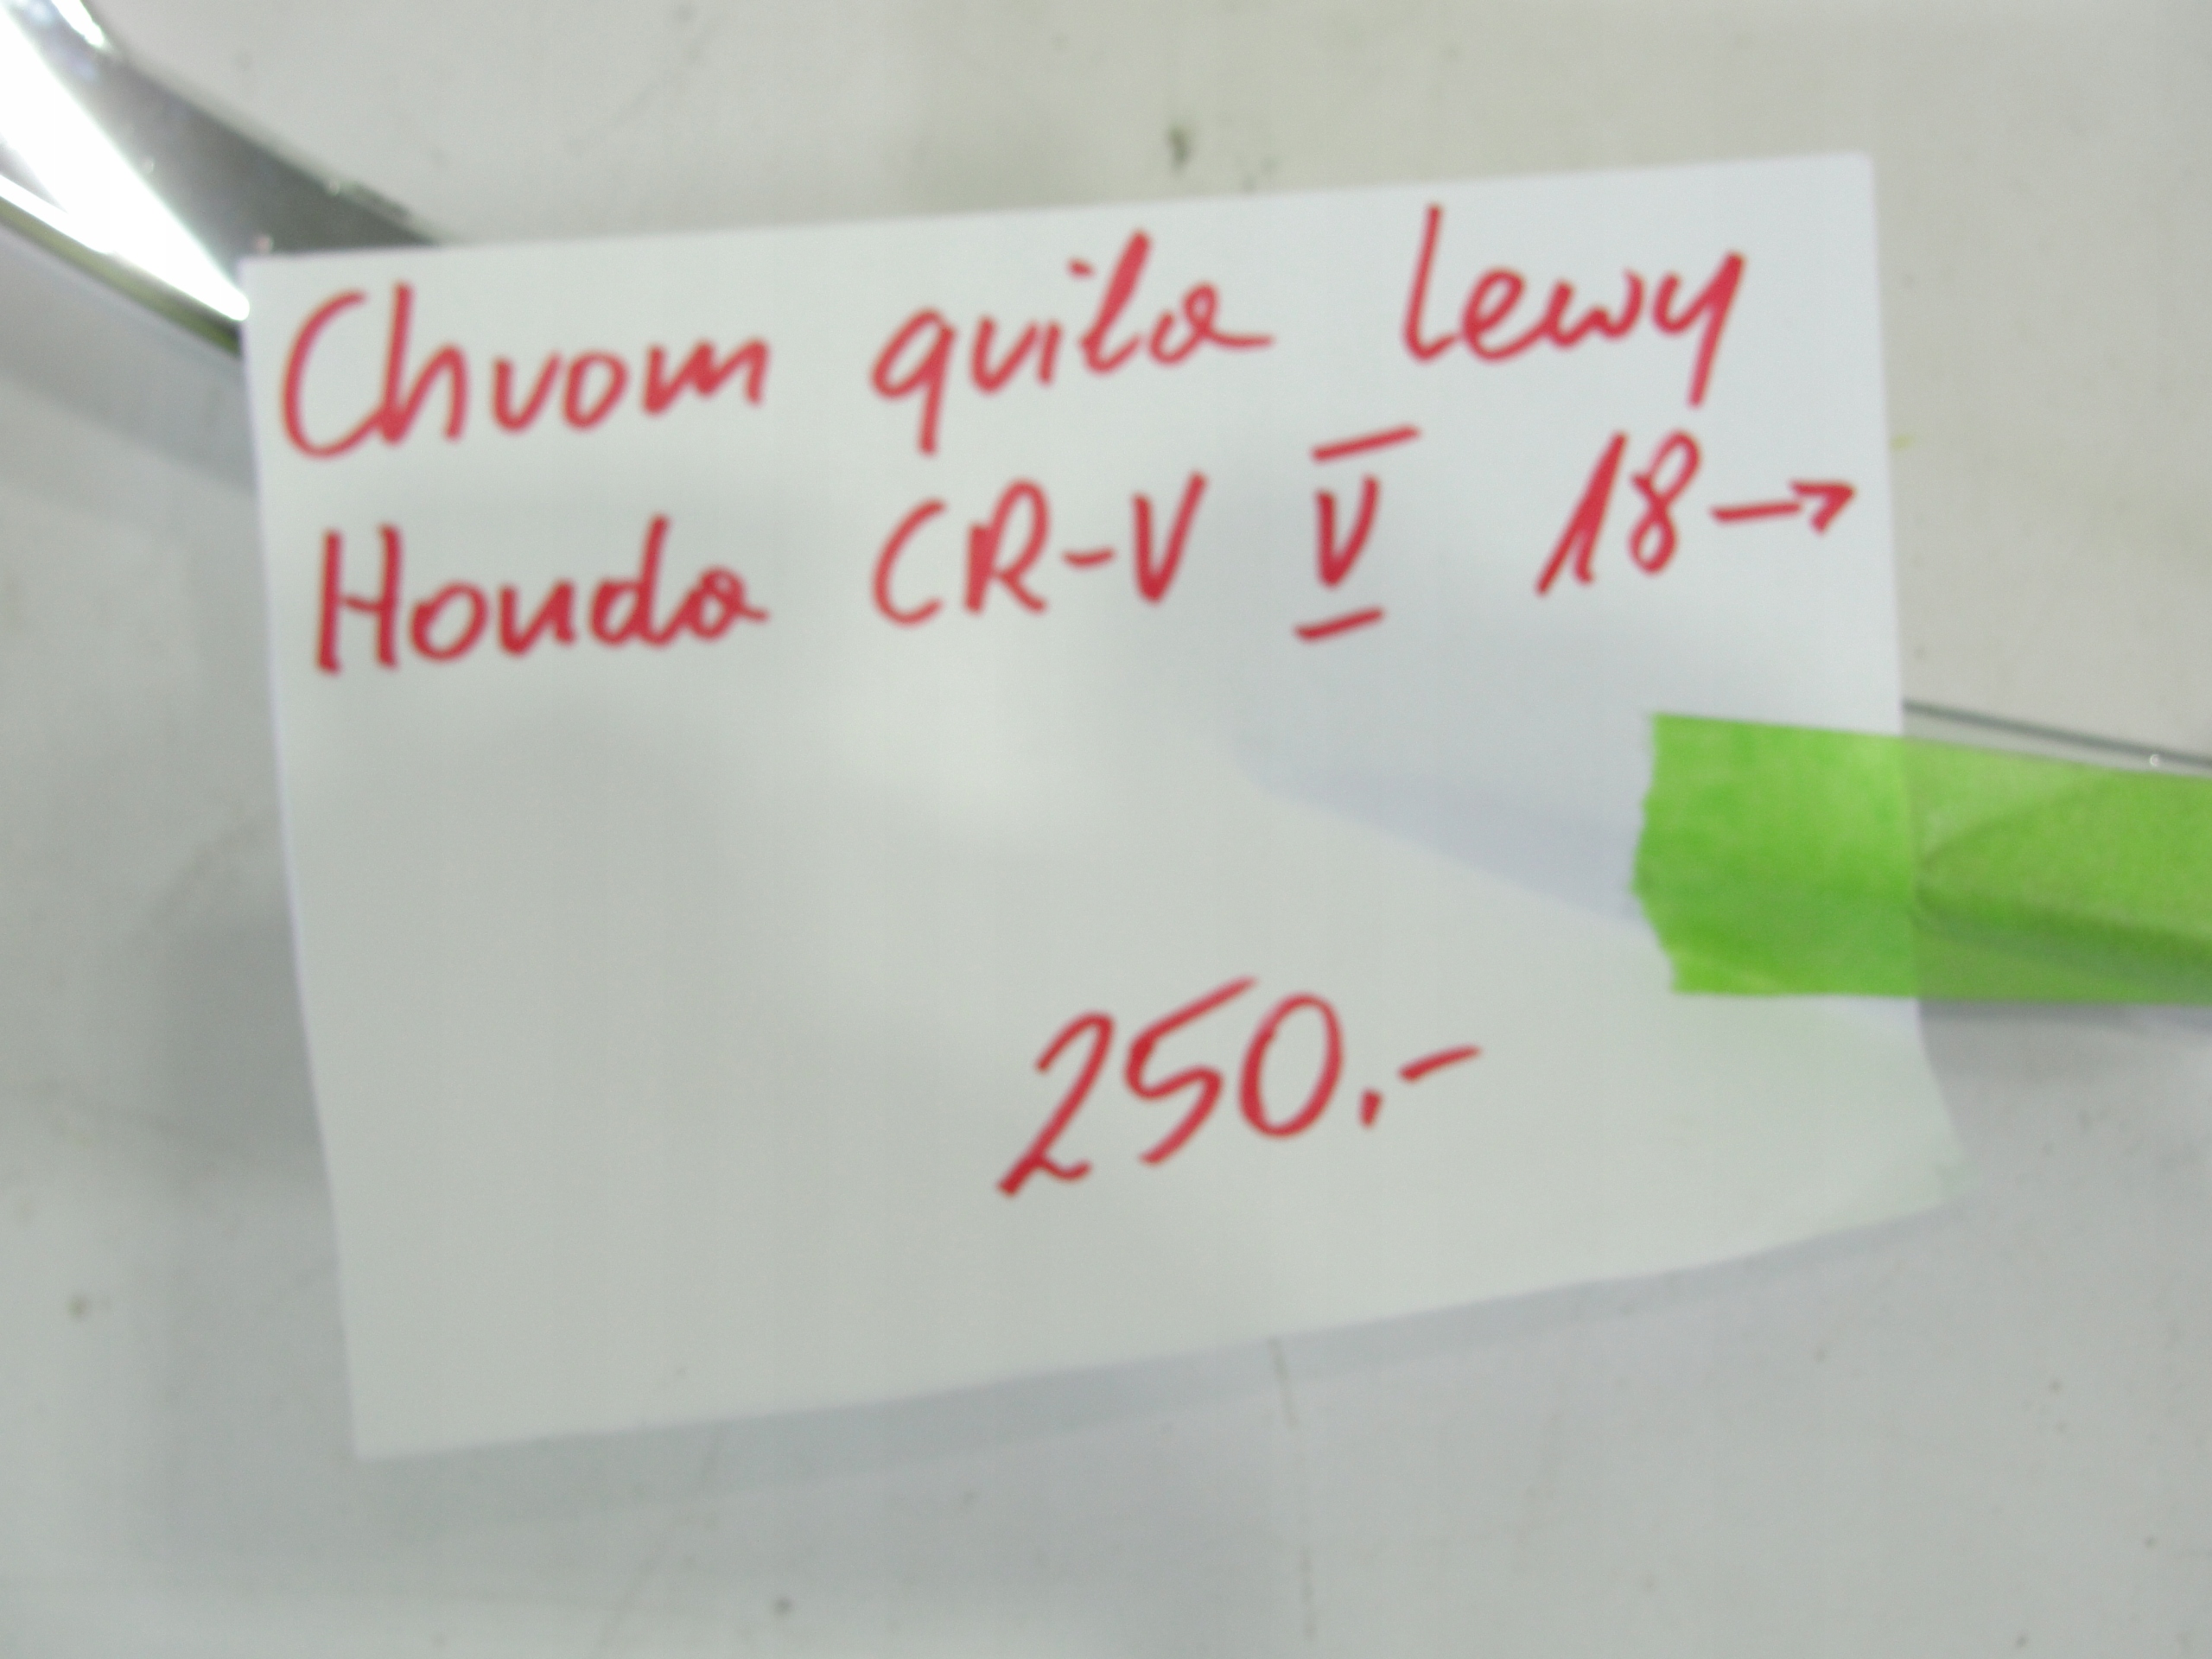 Chrom grila lewy
Honda CR-V V 18→
250.-